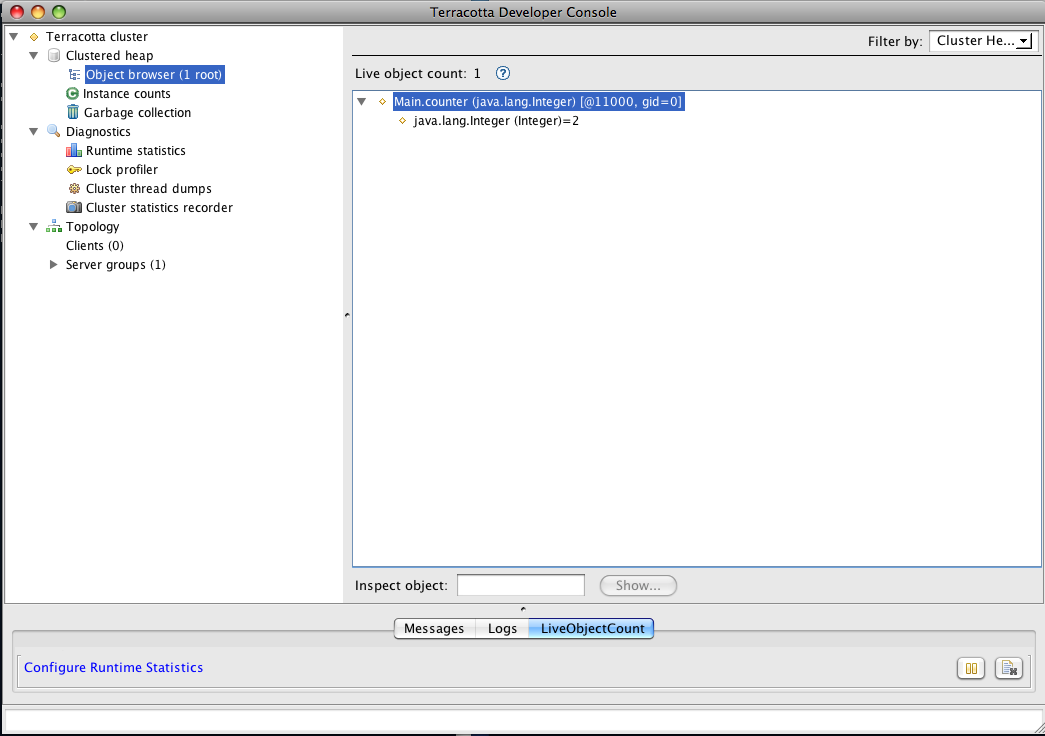 Terracotta Developer Console
Terracotta cluster
Clustered heap
Object browser (1 root)
Instance counts
Garbage collection
Diagnostics
Runtime statistics
Lock profiler
Cluster thread dumps
Cluster statistics recorder
Topology
Clients (0)
Server groups (1)
Filter by: Cluster He...
Live object count: 1 ?
Main.counter (java.lang.Integer) [@11000, gid=0]
java.lang.Integer (Integer)=2
Inspect object: Show...
Messages Logs LiveObjectCount
Configure Runtime Statistics